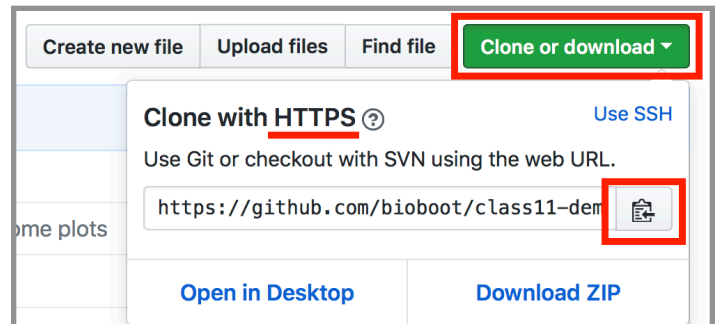 Create new file Upload files Find file Clone or download
Clone with HTTPS ? Use SSH
Use Git or checkout with SVN using the web URL.
https://github.com/bioboot/class11-dem
plots
Open in Desktop Download ZIP